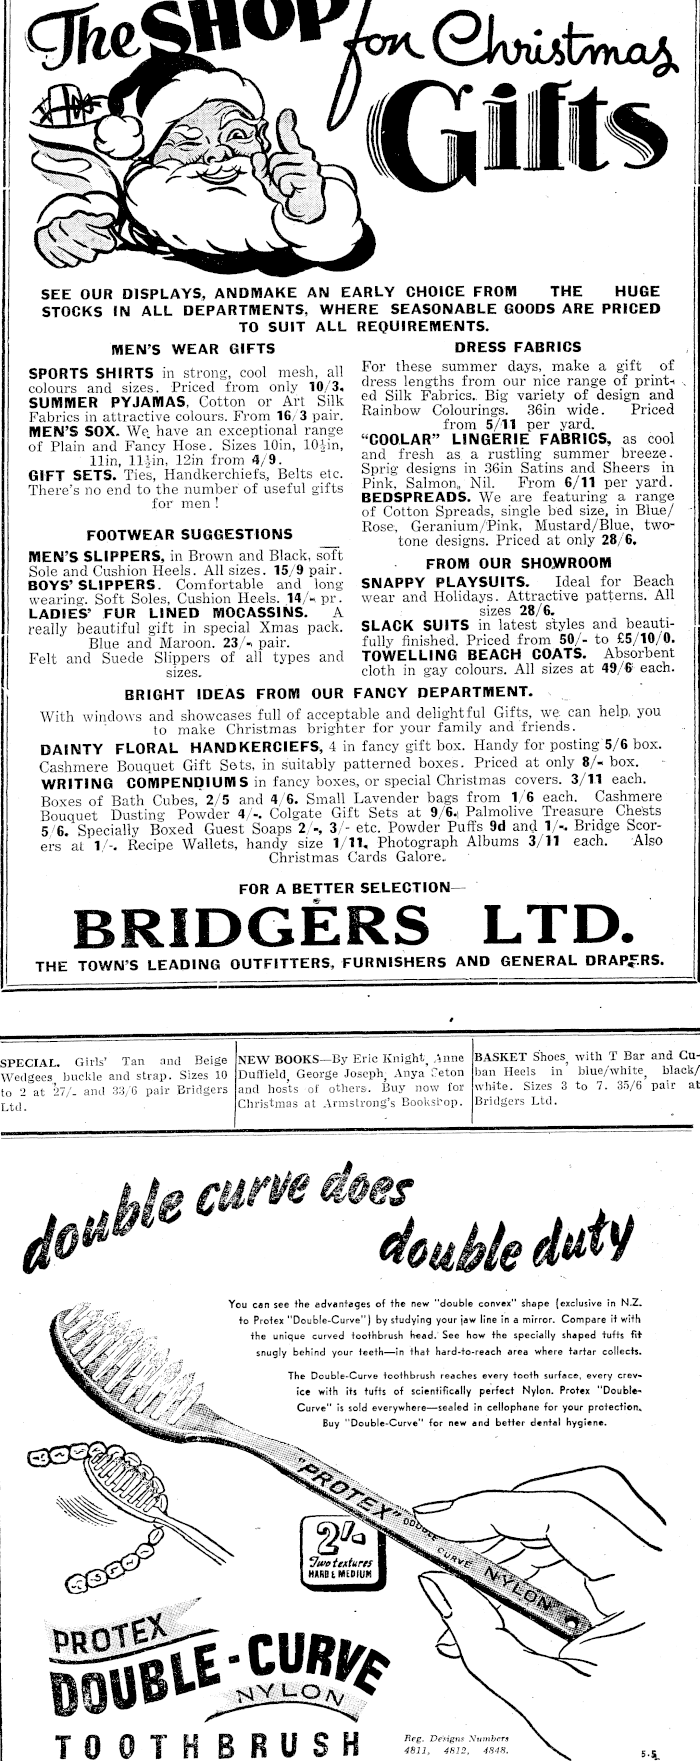 The SHOP for Christmas
Gifts
SEE OUR DISPLAYS, ANDMAKE AN EARLY CHOICE FROM THE HUGE
STOCKS IN ALL DEPARTMENTS, WHERE SEASONABLE GOODS ARE PRICED
TO SUIT ALL REQUIREMENTS.
MEN'S WEAR GIFTS
SPORTS SHIRTS in strong, cool mesh, all
colours and sizes. Priced from only 10/3.
SUMMER PYJAMAS, Cotton or Art Silk
Fabrics in attractive colours. From 16/3 pair.
MEN'S SOX. We have an exceptional range
of Plain and Fancy Hose. Sizes 10in, 10½in,
11in, 11½in, 12in from 4/9.
GIFT SETS. Ties, Handkerchiefs, Belts etc.
There's no end to the number of useful gifts
for men!
FOOTWEAR SUGGESTIONS
MEN'S SLIPPERS, in Brown and Black, soft
Sole and Cushion Heels. All sizes. 15/9 pair.
BOYS' SLIPPERS. Comfortable and long
wearing. Soft Soles, Cushion Heels. 14/- pr.
LADIES' FUR LINED MOCASSINS. A
really beautiful gift in special Xmas pack.
Blue and Maroon. 23/-, pair.
Felt and Suede Slippers of all types and
sizes.
DRESS FABRICS
For these summer days, make a gift of
dress lengths from our nice range of print-
ed Silk Fabrics. Big variety of design and
Rainbow Colourings. 36in wide. Priced
from 5/11 per yard.
"COOLAR" LINGERIE FABRICS, as cool
and fresh as a rustling summer breeze.
Sprig designs in 36in Satins and Sheers in
Pink, Salmon, Nil. From 6/11 per yard.
BEDSPREADS. We are featuring a range
of Cotton Spreads, single bed size, in Blue/
Rose, Geranium/Pink, Mustard/Blue, two-
tone designs. Priced at only 28/6.
FROM OUR SHOWROOM
SNAPPY PLAYSUITS. Ideal for Beach
wear and Holidays. Attractive patterns. All
sizes 28/6.
SLACK SUITS in latest styles and beauti-
fully finished. Priced from 50/- to £5/10/0.
TOWELLING BEACH COATS. Absorbent
cloth in gay colours. All sizes at 49/6 each.
BRIGHT IDEAS FROM OUR FANCY DEPARTMENT.
With windows and showcases full of acceptable and delightful Gifts, we can help you
to make Christmas brighter for your family and friends.
DAINTY FLORAL HANDKERCIEFS, 4 in fancy gift box. Handy for posting 5/6 box.
Cashmere Bouquet Gift Sets, in suitably patterned boxes. Priced at only 8/- box.
WRITING COMPENDIUMS in fancy boxes, or special Christmas covers. 3/11 each.
Boxes of Bath Cubes, 2/5 and 4/6. Small Lavender bags from 1/6 each. Cashmere
Bouquet Dusting Powder 4/-. Colgate Gift Sets at 9/6. Palmolive Treasure Chests
5/6. Specially Boxed Guest Soaps 2/-, 3/- etc. Powder Puffs 9d and 1/-. Bridge Scor-
ers at 1/-. Recipe Wallets, handy size 1/11. Photograph Albums 3/11 each. Also
Christmas Cards Galore.
FOR A BETTER SELECTION—
BRIDGERS LTD.
THE TOWN'S LEADING OUTFITTERS, FURNISHERS AND GENERAL DRAPERS.
SPECIAL. Girls' Tan and Beige
Wedgees, buckle and strap. Sizes 10
to 2 at 27/- and 33/6 pair Bridgers
Ltd.
NEW BOOKS—By Eric Knight, Anne
Duffield, George Joseph, Anya Seton
and hosts of others. Buy now for
Christmas at Armstrong's Bookshop.
BASKET Shoes, with T Bar and Cu-
ban Heels in blue/white, black/
white. Sizes 3 to 7. 35/6 pair at
Bridgers Ltd.
double curve does
double duty
You can see the advantages of the new "double convex" shape (exclusive in N.Z.
to Protex "Double-Curve") by studying your jaw line in a mirror. Compare it with
the unique curved toothbrush head. See how the specially shaped tufts fit
snugly behind your teeth—in that hard-to-reach area where tartar collects.
The Double-Curve toothbrush reaches every tooth surface, every crev-
ice with its tufts of scientifically perfect Nylon. Protex "Double-
Curve" is sold everywhere—sealed in cellophane for your protection.
Buy "Double-Curve" for new and better dental hygiene.
"PROTEX" DOUBLE CURVE NYLON
2/-
Two textures
HARD & MEDIUM
PROTEX
DOUBLE-CURVE
NYLON
TOOTHBRUSH
Reg. Designs Numbers
4811, 4812, 4848.
5.5